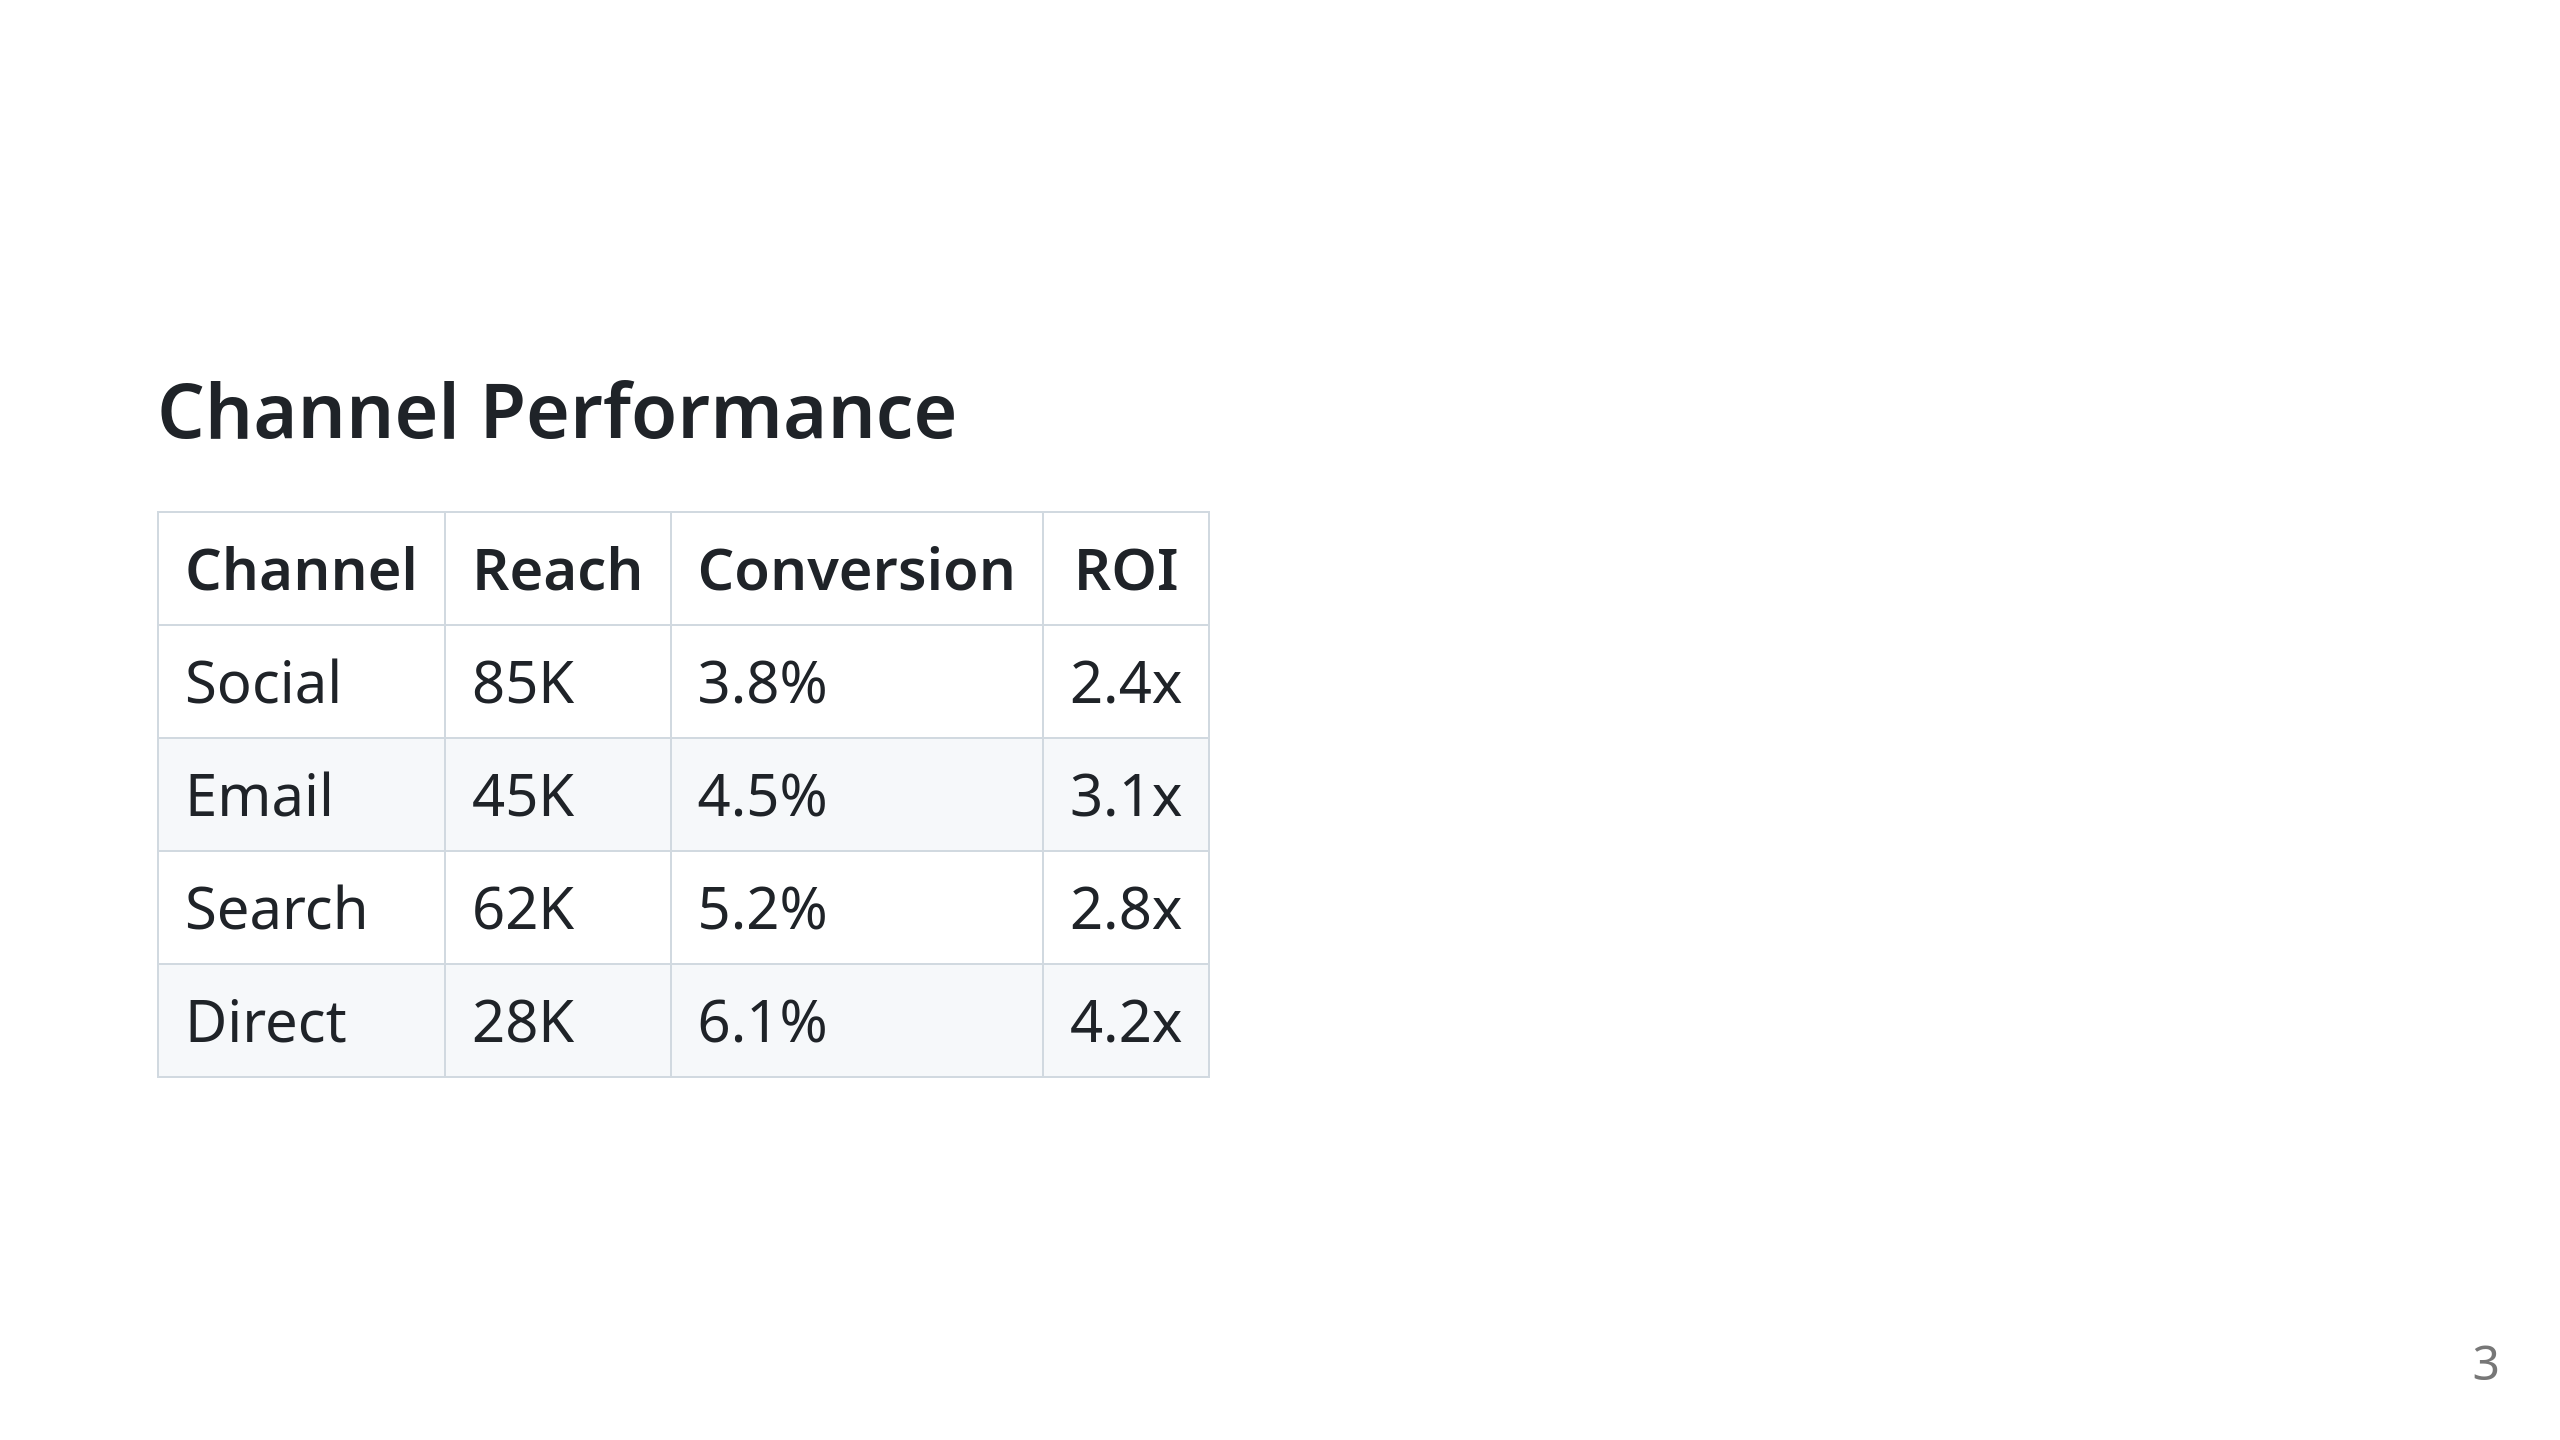 Channel Performance
Channel Reach Conversion ROI
Social 85K 3.8% 2.4x
Email 45K 4.5% 3.1x
Search 62K 5.2% 2.8x
Direct 28K 6.1% 4.2x
3